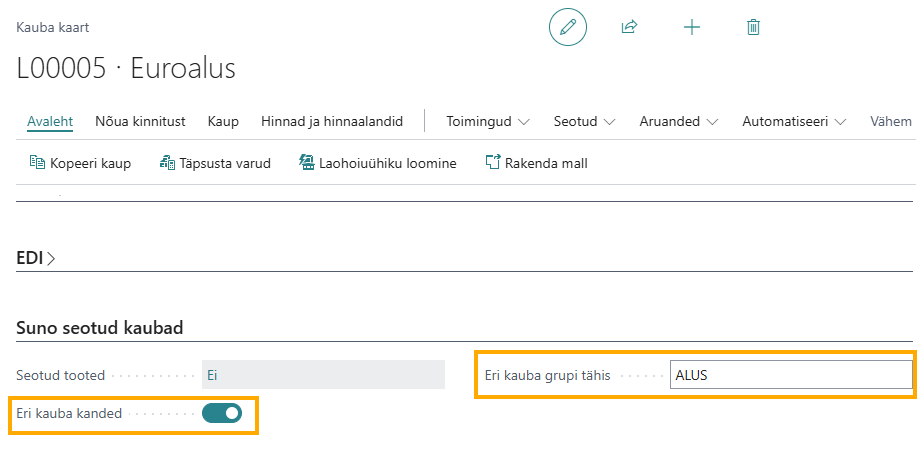 Kauba kaart
L00005 · Euroalus
Avaleht Nõua kinnitust Kaup Hinnad ja hinnaalandid Toimingud Seotud Aruanded Automatiseeri Vähem
Kopeeri kaup Täpsusta varud Laohoiuühiku loomine Rakenda mall
EDI
Suno seotud kaubad
Seotud tooted Ei Eri kauba grupi tähis ALUS
Eri kauba kanded